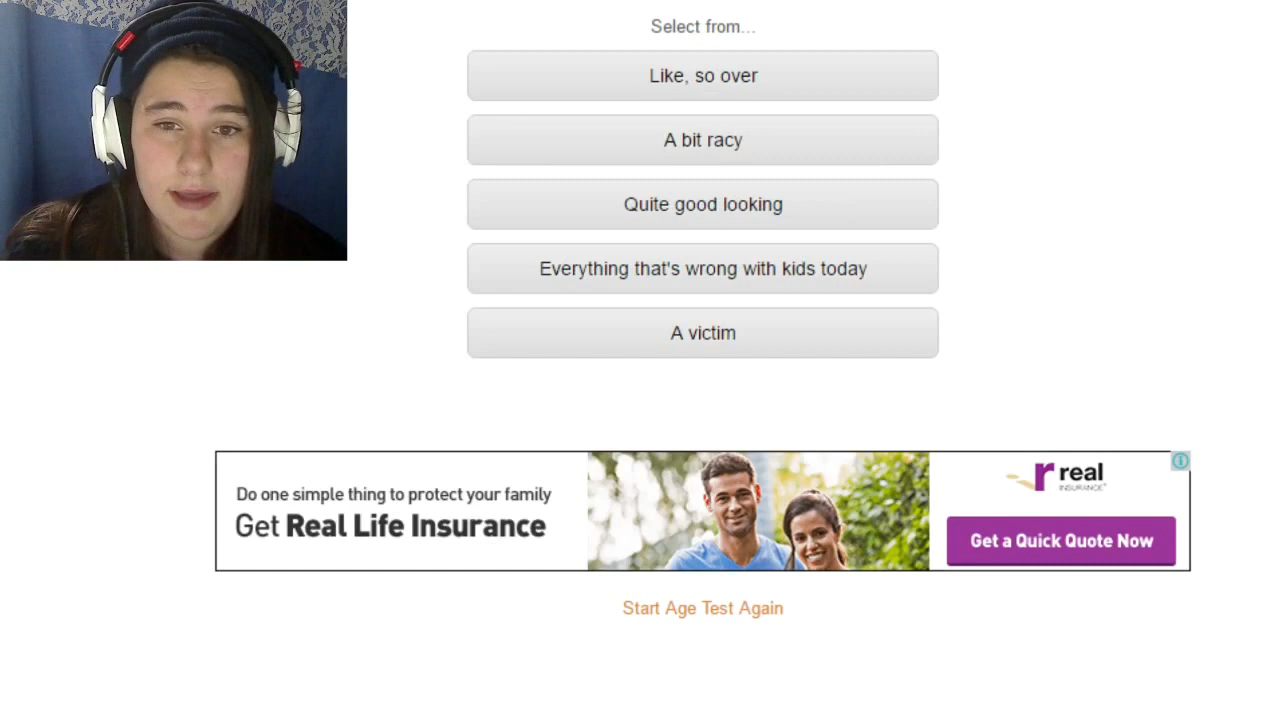 Select from...
Like, so over
A bit racy
Quite good looking
Everything that's wrong with kids today
A victim
Do one simple thing to protect your family
Get Real Life Insurance
real
INSURANCE
Get a Quick Quote Now
Start Age Test Again